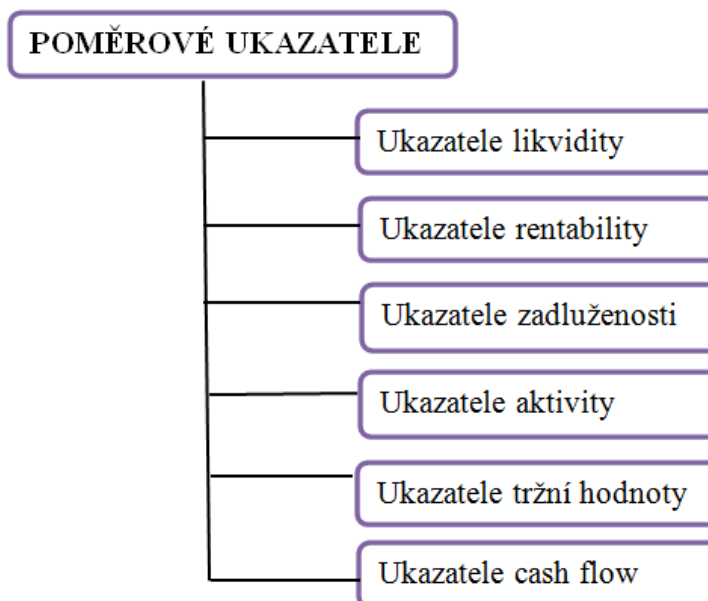 POMĚROVÉ UKAZATELE
Ukazatele likvidity
Ukazatele rentability
Ukazatele zadluženosti
Ukazatele aktivity
Ukazatele tržní hodnoty
Ukazatele cash flow